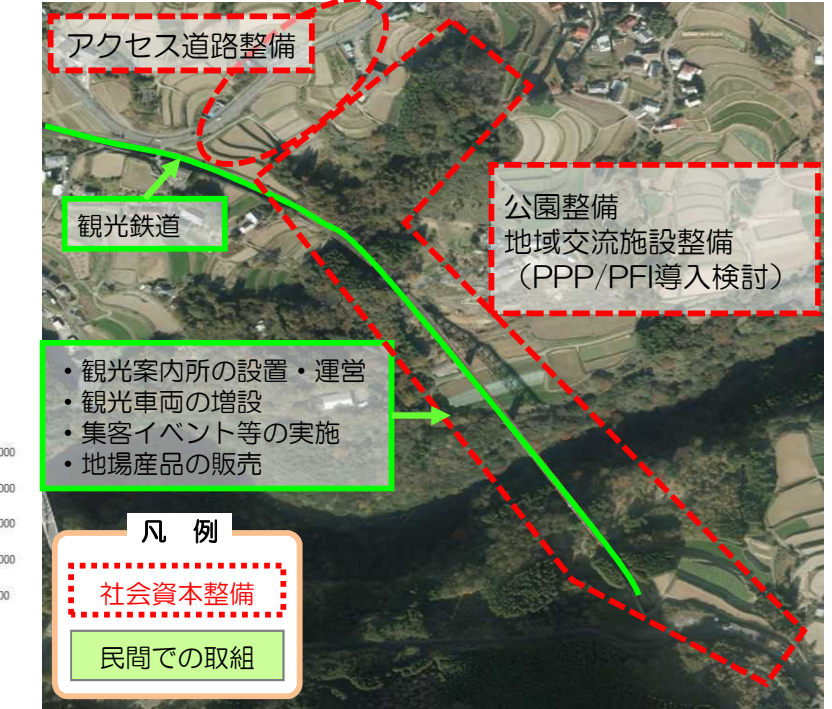 アクセス道路整備
観光鉄道
公園整備
地域交流施設整備
（PPP/PFI導入検討）
・観光案内所の設置・運営
・観光車両の増設
・集客イベント等の実施
・地場産品の販売
凡　例
社会資本整備
民間での取組